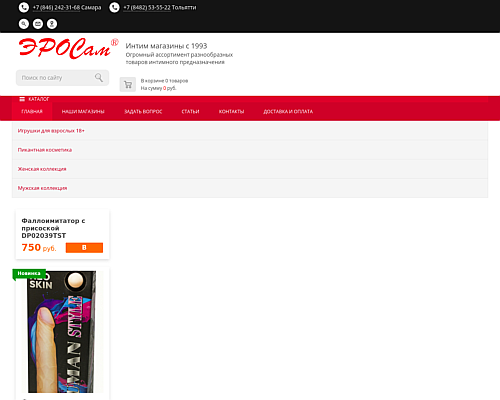 +7 (846) 242-31-68 Самара
+7 (8482) 53-55-22 Тольятти
ЭРОСам®
Интим магазины с 1993
Огромный ассортимент разнообразных
товаров интимного предназначения
Поиск по сайту
В корзине 0 товаров
На сумму 0 руб.
КАТАЛОГ
ГЛАВНАЯ НАШИ МАГАЗИНЫ ЗАДАТЬ ВОПРОС СТАТЬИ КОНТАКТЫ ДОСТАВКА И ОПЛАТА
Игрушки для взрослых 18+
Пикантная косметика
Женская коллекция
Мужская коллекция
Фаллоимитатор с
присоской
DP02039T5T
750 руб.
В
Новинка
SKIN
MAN STYLE